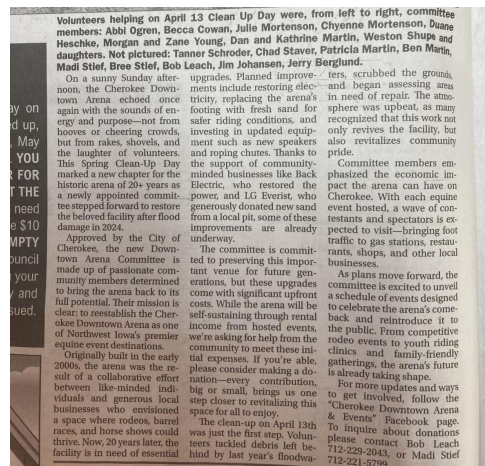 Volunteers helping on April 13 Clean Up Day were, from left to right, committee
members: Abbi Ogren, Becca Cowan, Julie Mortenson, Chyenne Mortenson, Duane
Heschke, Morgan and Zane Young, Dan and Kathrine Martin, Weston Shupe and
daughters. Not pictured: Tanner Schroder, Chad Staver, Patricia Martin, Ben Martin,
Madi Stief, Bree Stief, Bob Leach, Jim Johansen, Jerry Berglund.
On a sunny Sunday after-
noon, the Cherokee Down-
town Arena echoed once
again with the sounds of en-
ergy and purpose—not from
hooves or cheering crowds,
but from rakes, shovels, and
the laughter of volunteers.
This Spring Clean-Up Day
marked a new chapter for the
historic arena of 20+ years as
a newly appointed commit-
tee stepped forward to restore
the beloved facility after flood
damage in 2024.
Approved by the City of
Cherokee, the new Down-
town Arena Committee is
made up of passionate com-
munity members determined
to bring the arena back to its
full potential. Their mission is
clear: to reestablish the Cher-
okee Downtown Arena as one
of Northwest Iowa's premier
equine event destinations.
Originally built in the early
2000s, the arena was the re-
sult of a collaborative effort
between like-minded indi-
viduals and generous local
businesses who envisioned
a space where rodeos, barrel
races, and horse shows could
thrive. Now, 20 years later, the
facility is in need of essential
upgrades. Planned improve-
ments include restoring elec-
tricity, replacing the arena's
footing with fresh sand for
safer riding conditions, and
investing in updated equip-
ment such as new speakers
and roping chutes. Thanks to
the support of community-
minded businesses like Back
Electric, who restored the
power, and LG Everist, who
generously donated new sand
from a local pit, some of these
improvements are already
underway.
The committee is commit-
ted to preserving this impor-
tant venue for future gen-
erations, but these upgrades
come with significant upfront
costs. While the arena will be
self-sustaining through rental
income from hosted events,
we're asking for help from the
community to meet these ini-
tial expenses. If you're able,
please consider making a do-
nation—every contribution,
big or small, brings us one
step closer to revitalizing this
space for all to enjoy.
The clean-up on April 13th
was just the first step. Volun-
teers tackled debris left be-
hind by last year's floodwa-
ters, scrubbed the grounds,
and began assessing areas
in need of repair. The atmo-
sphere was upbeat, as many
recognized that this work not
only revives the facility, but
also revitalizes community
pride.
Committee members em-
phasized the economic im-
pact the arena can have on
Cherokee. With each equine
event hosted, a wave of con-
testants and spectators is ex-
pected to visit—bringing foot
traffic to gas stations, restau-
rants, shops, and other local
businesses.
As plans move forward, the
committee is excited to unveil
a schedule of events designed
to celebrate the arena's come-
back and reintroduce it to
the public. From competitive
rodeo events to youth riding
clinics and family-friendly
gatherings, the arena's future
is already taking shape.
For more updates and ways
to get involved, follow the
"Cherokee Downtown Arena
& Events" Facebook page.
To inquire about donations
please contact Bob Leach
712-229-2043, or Madi Stief
712-221-5799
ay on
ed up,
May
YOU
R FOR
T THE
need
e $10
MPTY
ouncil
your
y and
sued.